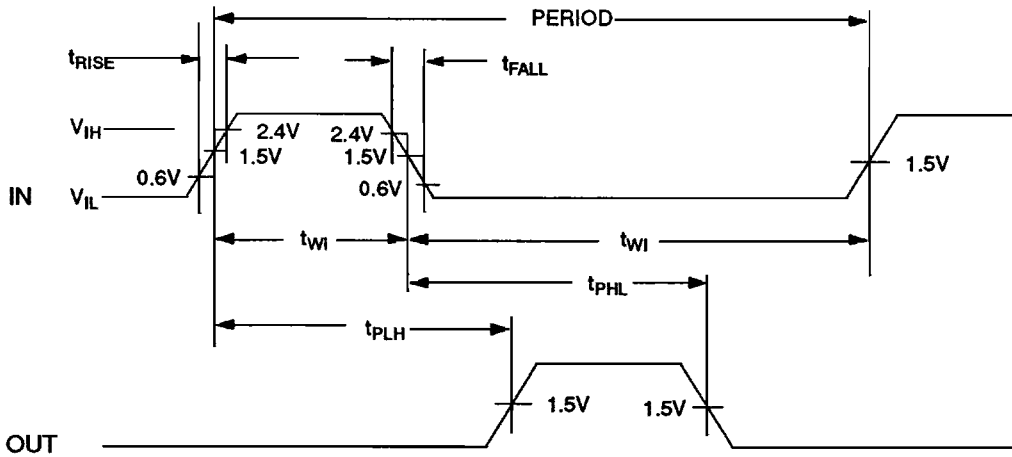 PERIOD
tRISE
tFALL
VIH
2.4V
2.4V
1.5V
1.5V
1.5V
0.6V
0.6V
IN
VIL
tWI
tWI
tPHL
tPLH
1.5V
1.5V
OUT